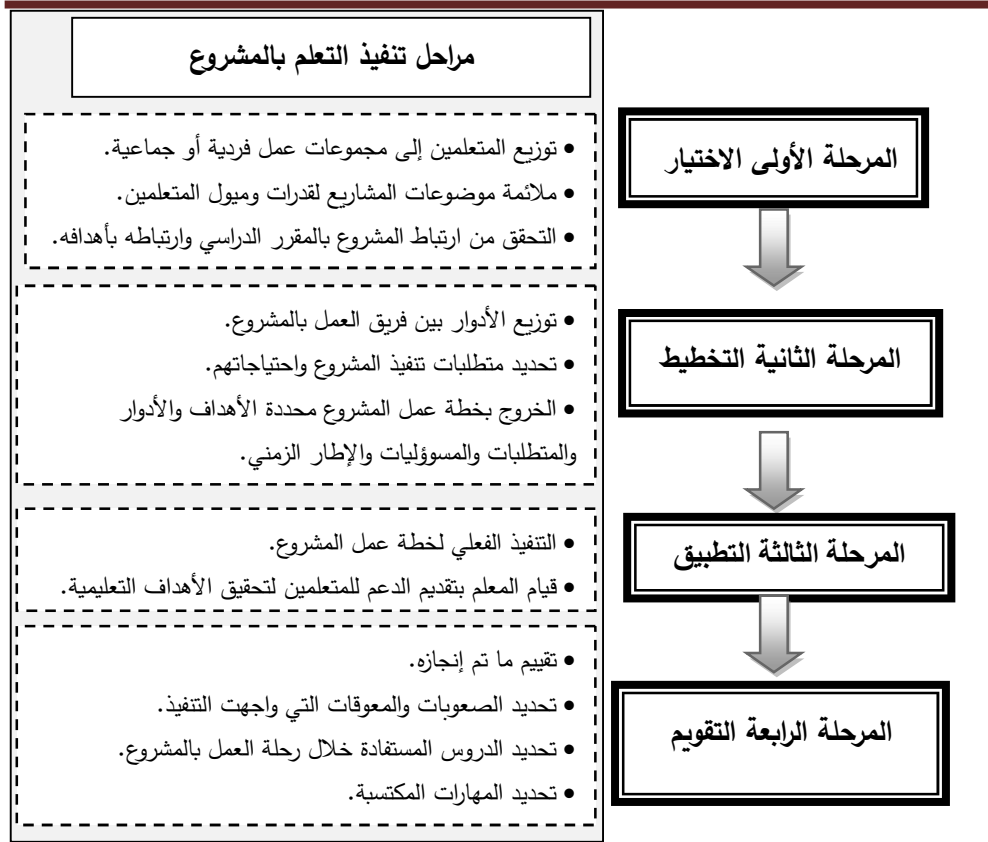 مراحل تنفيذ التعلم بالمشروع
المرحلة الأولى الاختيار
• توزيع المتعلمين إلى مجموعات عمل فردية أو جماعية.
• ملائمة موضوعات المشاريع لقدرات وميول المتعلمين.
• التحقق من ارتباط المشروع بالمقرر الدراسي وارتباطه بأهدافه.
المرحلة الثانية التخطيط
• توزيع الأدوار بين فريق العمل بالمشروع.
• تحديد متطلبات تنفيذ المشروع واحتياجاتهم.
• الخروج بخطة عمل المشروع محددة الأهداف والأدوار
والمتطلبات والمسوؤليات والإطار الزمني.
المرحلة الثالثة التطبيق
• التنفيذ الفعلي لخطة عمل المشروع.
• قيام المعلم بتقديم الدعم للمتعلمين لتحقيق الأهداف التعليمية.
المرحلة الرابعة التقويم
• تقييم ما تم إنجازه.
• تحديد الصعوبات والمعوقات التي واجهت التنفيذ.
• تحديد الدروس المستفادة خلال رحلة العمل بالمشروع.
• تحديد المهارات المكتسبة.